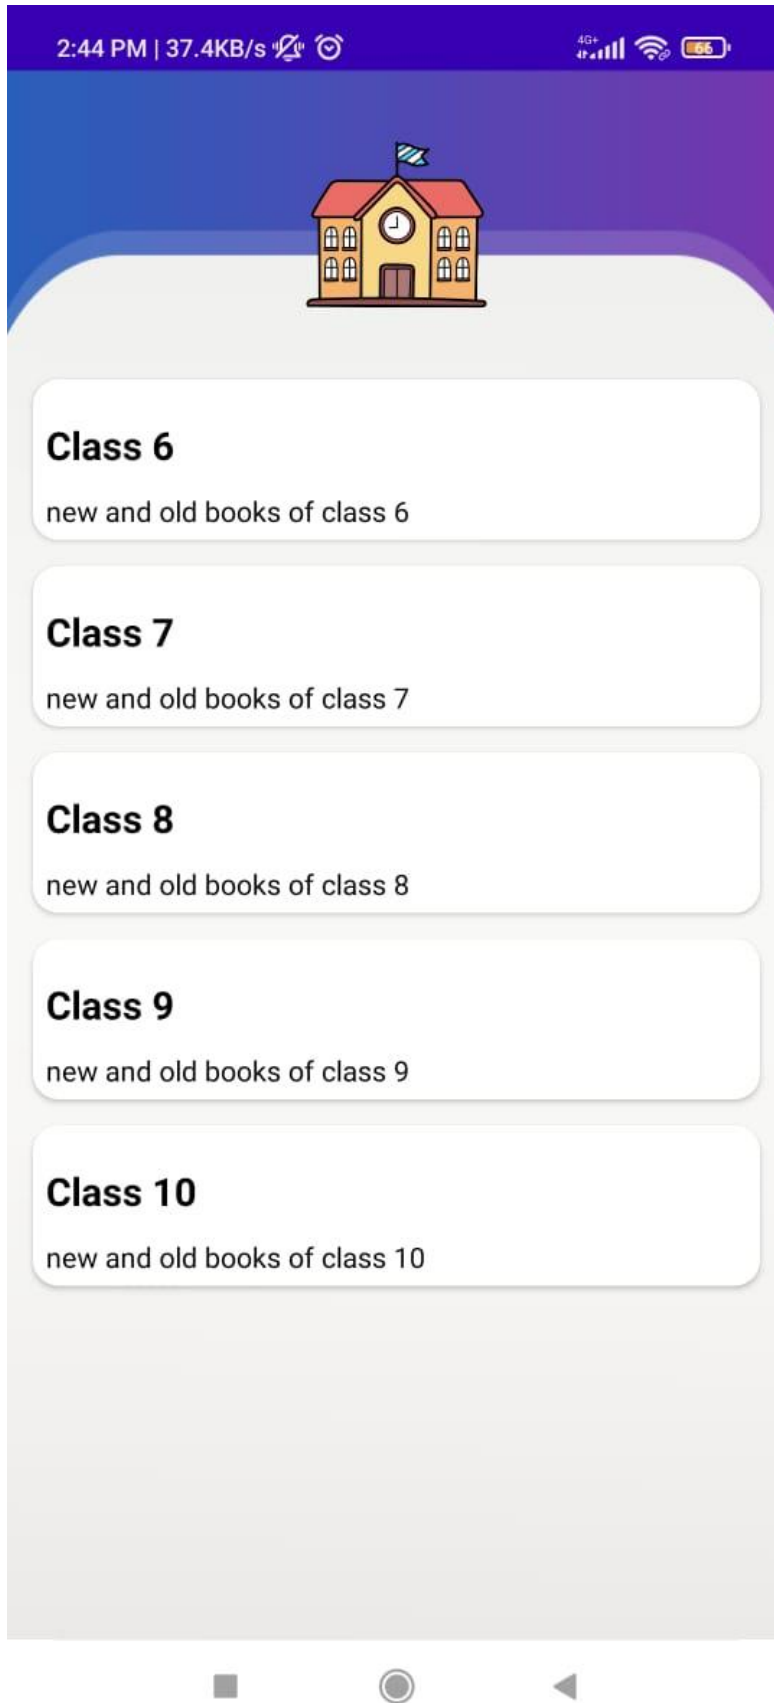 2:44 PM | 37.4KB/s 4G+ 66
Class 6
new and old books of class 6
Class 7
new and old books of class 7
Class 8
new and old books of class 8
Class 9
new and old books of class 9
Class 10
new and old books of class 10